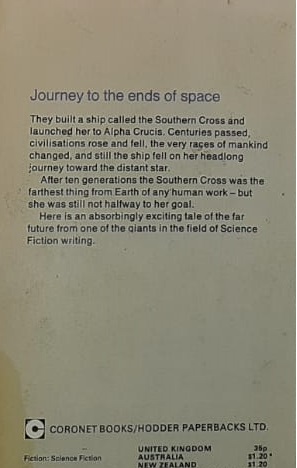 Journey to the ends of space
They built a ship called the Southern Cross and
launched her to Alpha Crucis. Centuries passed,
civilisations rose and fell, the very races of mankind
changed, and still the ship fell on her headlong
journey toward the distant star.
After ten generations the Southern Cross was the
farthest thing from Earth of any human work – but
she was still not halfway to her goal.
Here is an absorbingly exciting tale of the far
future from one of the giants in the field of Science
Fiction writing.
CORONET BOOKS/HODDER PAPERBACKS LTD.
UNITED KINGDOM 35p
Fiction: Science Fiction AUSTRALIA $1.20*
NEW ZEALAND $1.20